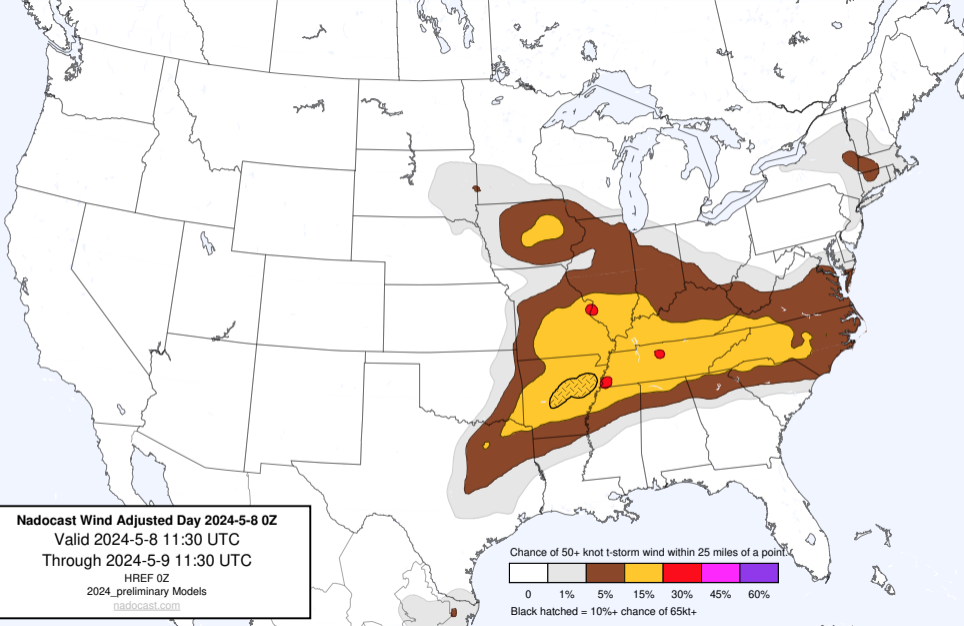 Nadocast Wind Adjusted Day 2024-5-8 0Z
Valid 2024-5-8 11:30 UTC
Through 2024-5-9 11:30 UTC
HREF 0Z
2024_preliminary Models
nadocast.com
Chance of 50+ knot t-storm wind within 25 miles of a point.
0 1% 5% 15% 30% 45% 60%
Black hatched = 10%+ chance of 65kt+